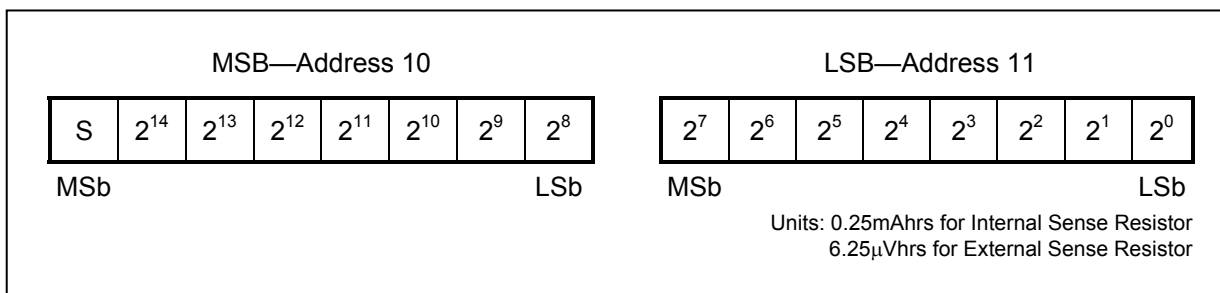 MSB—Address 10
LSB—Address 11
S 2^14 2^13 2^12 2^11 2^10 2^9 2^8
2^7 2^6 2^5 2^4 2^3 2^2 2^1 2^0
MSb LSb
MSb LSb
Units: 0.25mAhrs for Internal Sense Resistor
6.25μVhrs for External Sense Resistor